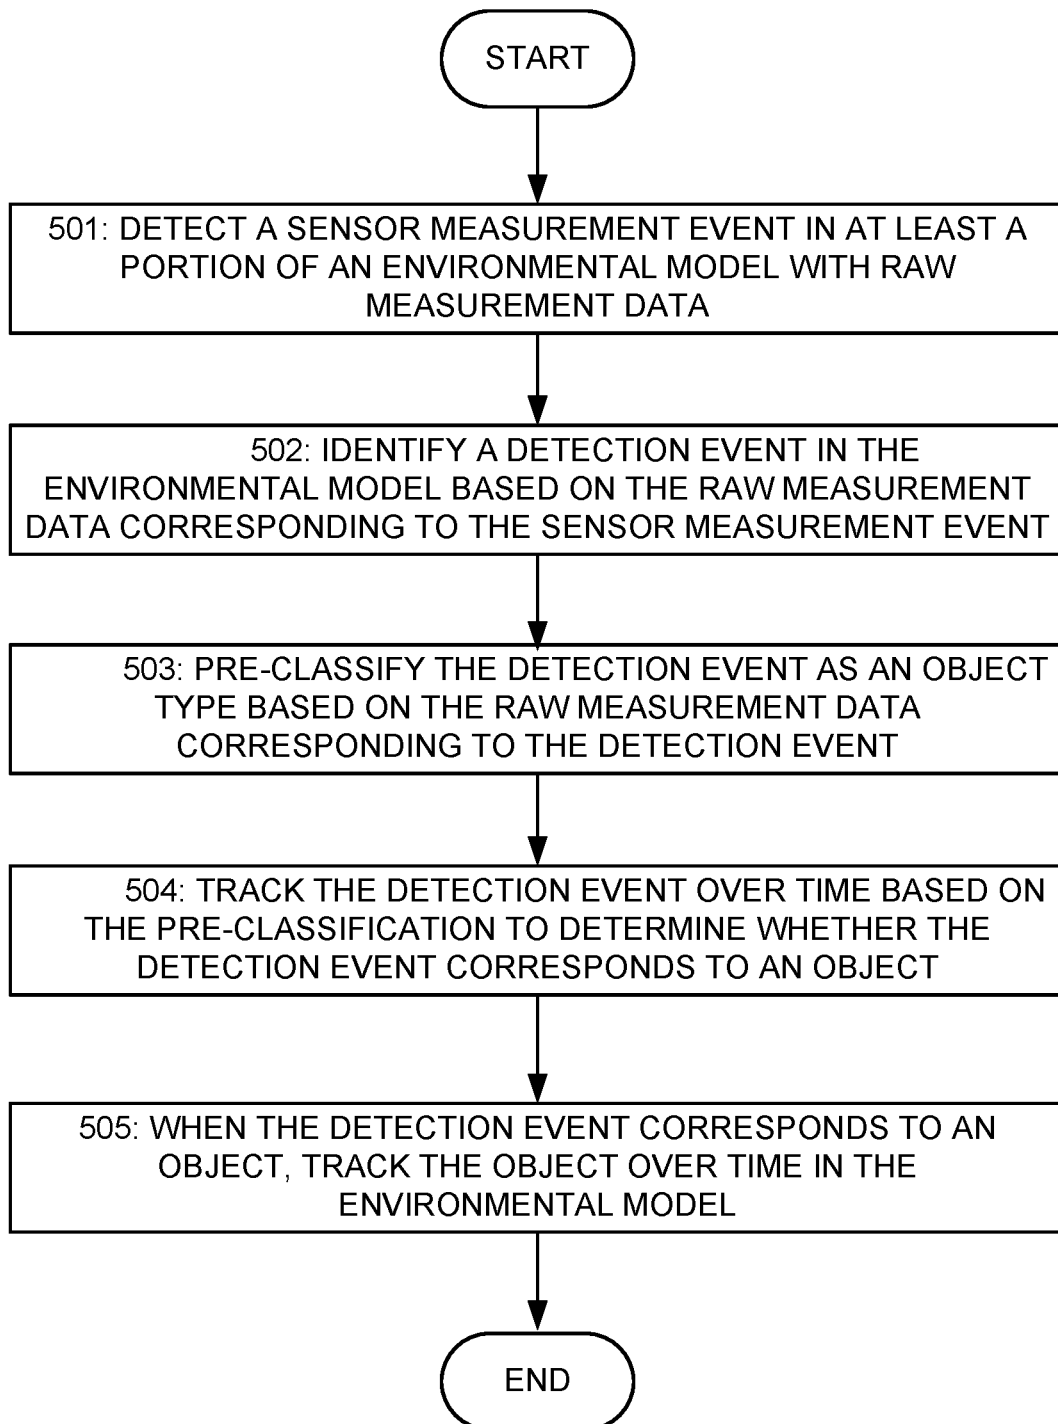 START
501: DETECT A SENSOR MEASUREMENT EVENT IN AT LEAST A
PORTION OF AN ENVIRONMENTAL MODEL WITH RAW
MEASUREMENT DATA
502: IDENTIFY A DETECTION EVENT IN THE
ENVIRONMENTAL MODEL BASED ON THE RAW MEASUREMENT
DATA CORRESPONDING TO THE SENSOR MEASUREMENT EVENT
503: PRE-CLASSIFY THE DETECTION EVENT AS AN OBJECT
TYPE BASED ON THE RAW MEASUREMENT DATA
CORRESPONDING TO THE DETECTION EVENT
504: TRACK THE DETECTION EVENT OVER TIME BASED ON
THE PRE-CLASSIFICATION TO DETERMINE WHETHER THE
DETECTION EVENT CORRESPONDS TO AN OBJECT
505: WHEN THE DETECTION EVENT CORRESPONDS TO AN
OBJECT, TRACK THE OBJECT OVER TIME IN THE
ENVIRONMENTAL MODEL
END